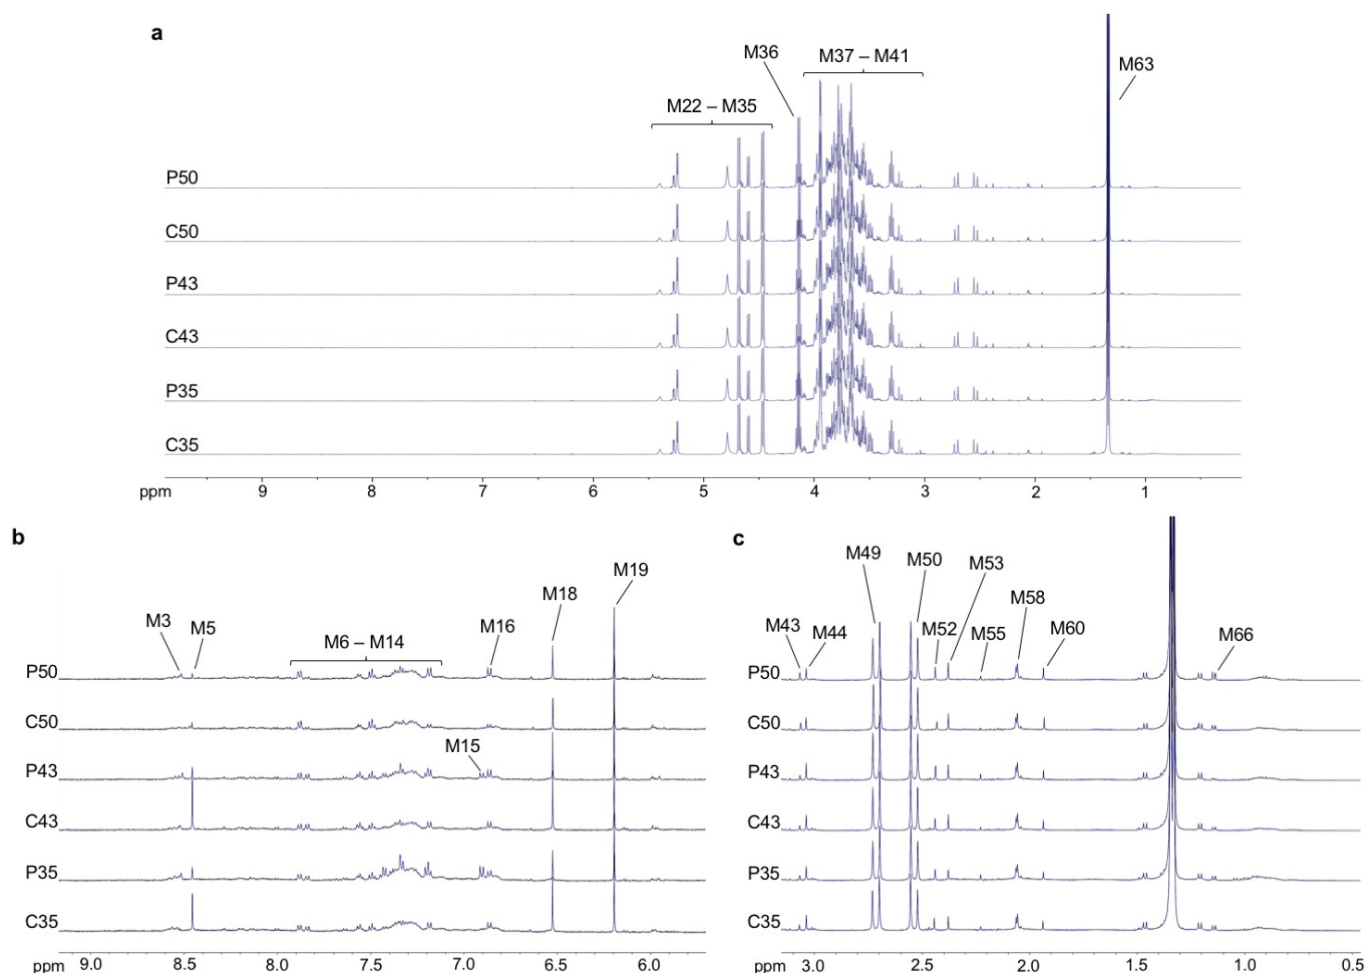 a
M36
M37 – M41
M63
M22 – M35
P50
C50
P43
C43
P35
C35
ppm 9 8 7 6 5 4 3 2 1
b
M3
M5
M6 – M14
M16
M18
M19
P50
C50
M15
P43
C43
P35
C35
ppm 9.0 8.5 8.0 7.5 7.0 6.5 6.0
c
M49
M50
M53
M43
M44
M52
M55
M58
M60
M66
P50
C50
P43
C43
P35
C35
ppm 3.0 2.5 2.0 1.5 1.0 0.5